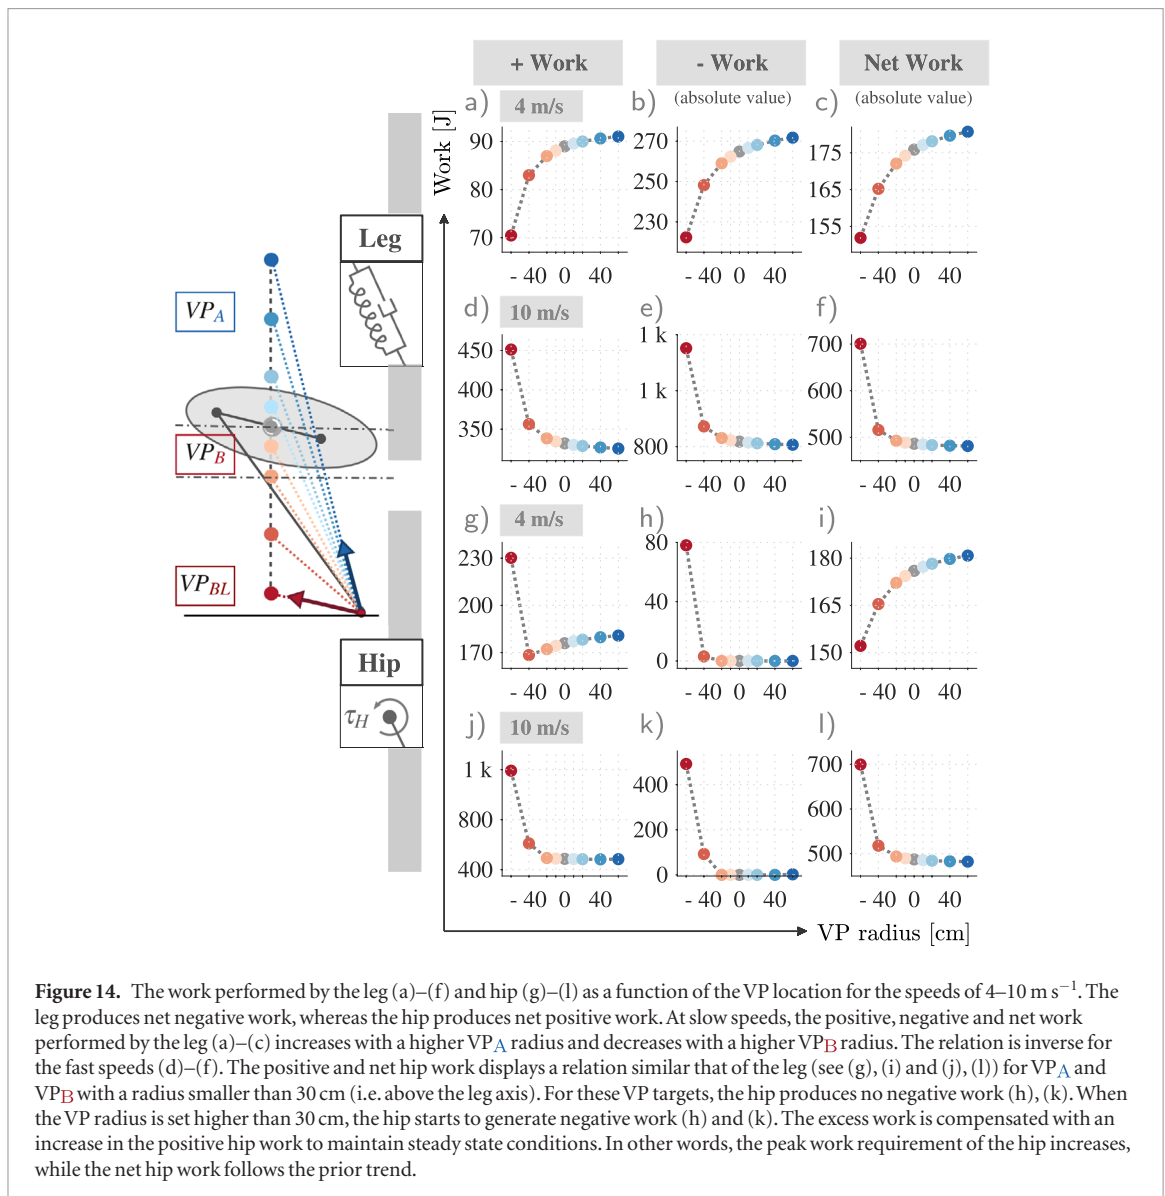 + Work
- Work
(absolute value)
Net Work
(absolute value)
Work [J]
a)
4 m/s
90
80
70
- 40 0 40
b)
270
250
230
- 40 0 40
c)
175
165
155
- 40 0 40
Leg
VPA
VPB
VPBL
d)
10 m/s
450
400
350
- 40 0 40
e)
1 k
1 k
800
- 40 0 40
f)
700
600
500
- 40 0 40
g)
4 m/s
230
200
170
- 40 0 40
h)
80
40
0
- 40 0 40
i)
180
165
150
- 40 0 40
Hip
τH
j)
10 m/s
1 k
800
400
- 40 0 40
k)
400
200
0
- 40 0 40
l)
700
600
500
- 40 0 40
VP radius [cm]
Figure 14. The work performed by the leg (a)–(f) and hip (g)–(l) as a function of the VP location for the speeds of 4–10 m s−1. The
leg produces net negative work, whereas the hip produces net positive work. At slow speeds, the positive, negative and net work
performed by the leg (a)–(c) increases with a higher VPA radius and decreases with a higher VPB radius. The relation is inverse for
the fast speeds (d)–(f). The positive and net hip work displays a relation similar that of the leg (see (g), (i) and (j), (l)) for VPA and
VPB with a radius smaller than 30 cm (i.e. above the leg axis). For these VP targets, the hip produces no negative work (h), (k). When
the VP radius is set higher than 30 cm, the hip starts to generate negative work (h) and (k). The excess work is compensated with an
increase in the positive hip work to maintain steady state conditions. In other words, the peak work requirement of the hip increases,
while the net hip work follows the prior trend.